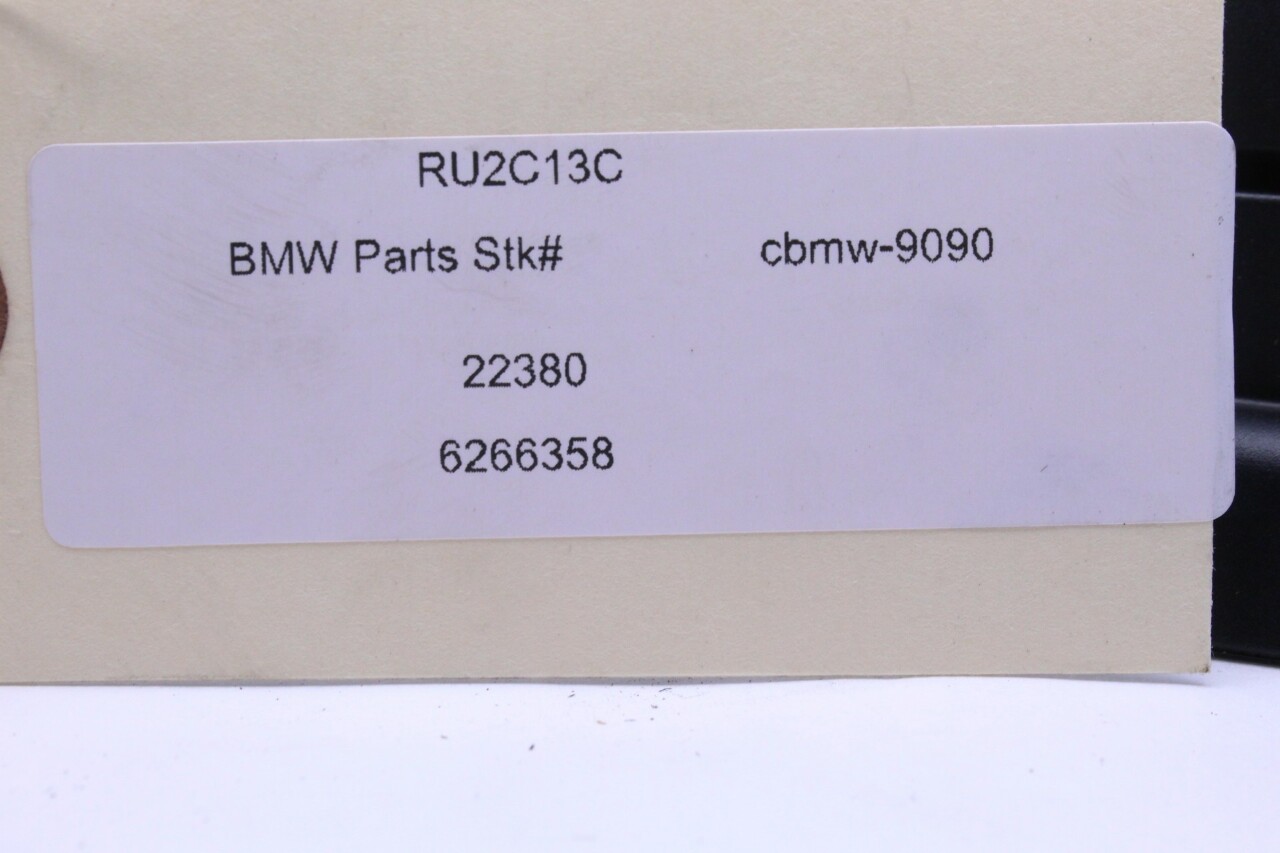 RU2C13C
BMW Parts Stk# cbmw-9090
22380
6266358